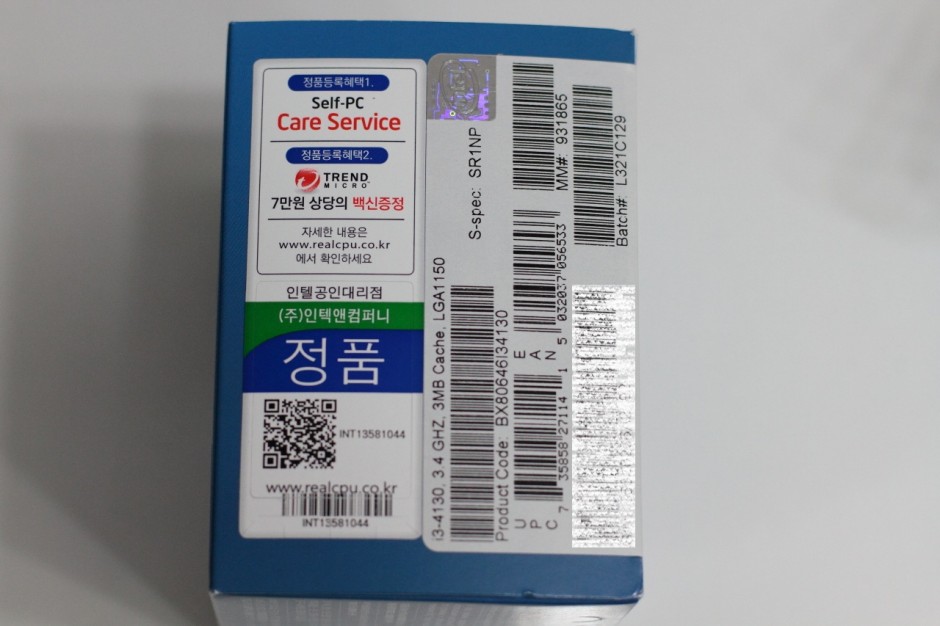 정품등록혜택1.
Self-PC
Care Service
정품등록혜택2.
TREND
MICRO
7만원 상당의 백신증정
자세한 내용은
www.realcpu.co.kr
에서 확인하세요
인텔공인대리점
(주)인텍앤컴퍼니
정품
INT13581044
www.realcpu.co.kr
INT13581044
i3-4130, 3.4 GHZ, 3MB Cache, LGA1150
S-spec: SR1NP
Product Code: BX80646I34130
UPC
7 35858 27114 1
EAN
5 032037 056533
MM#: 931865
Batch#: L321C129